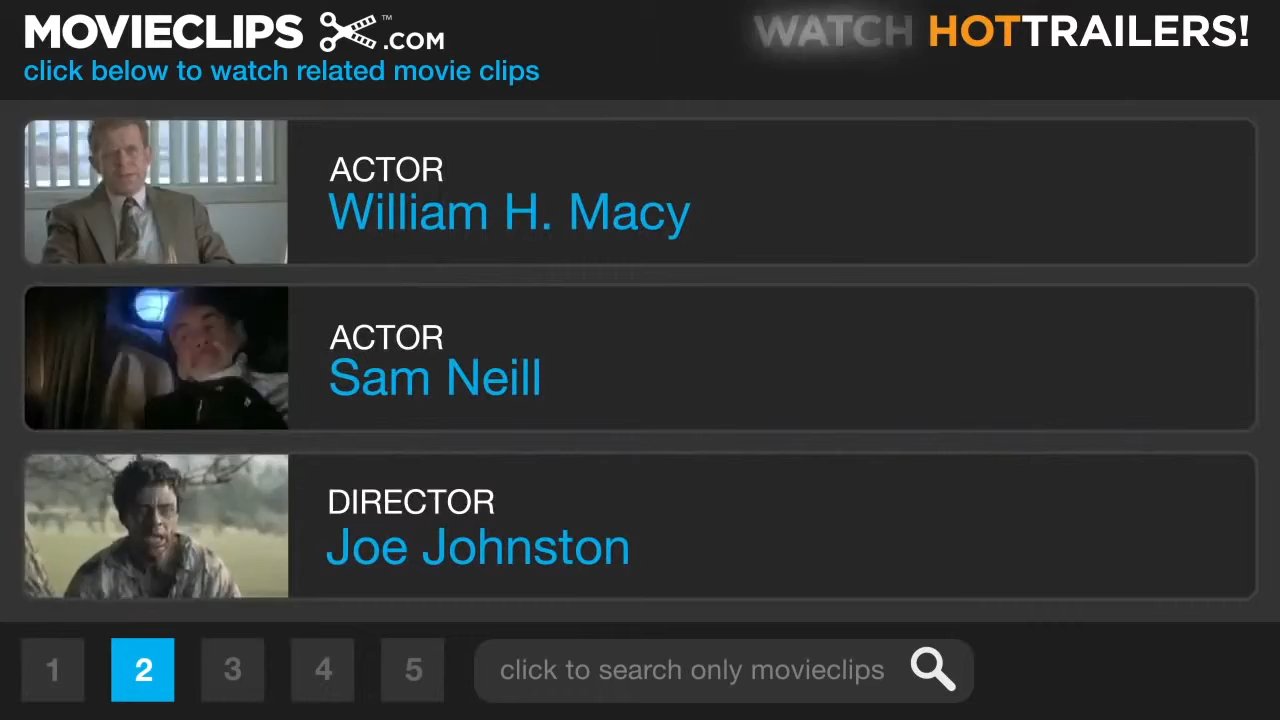 MOVIECLIPS™.COM
WATCH HOTTRAILERS!
click below to watch related movie clips
ACTOR
William H. Macy
ACTOR
Sam Neill
DIRECTOR
Joe Johnston
1 2 3 4 5
click to search only movieclips